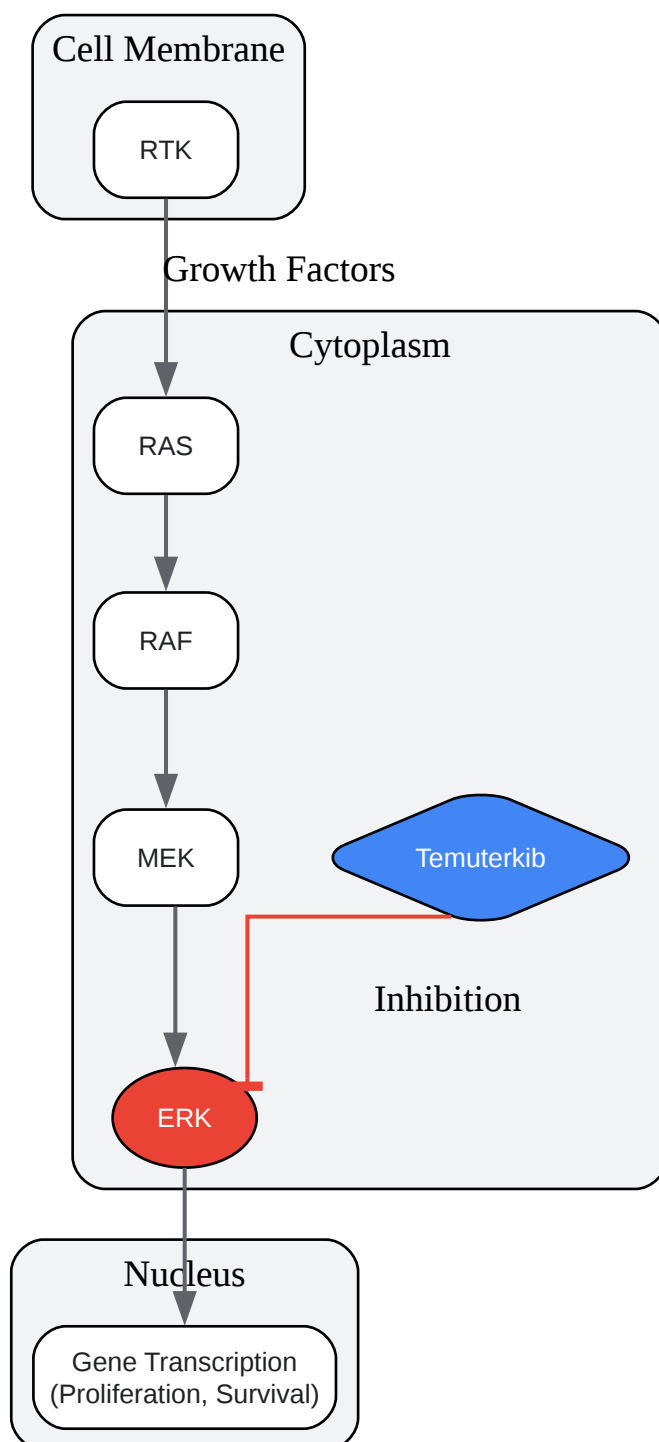 Cell Membrane
RTK
Growth Factors
Cytoplasm
RAS
RAF
MEK
Temuterkib
Inhibition
ERK
Nucleus
Gene Transcription
(Proliferation, Survival)